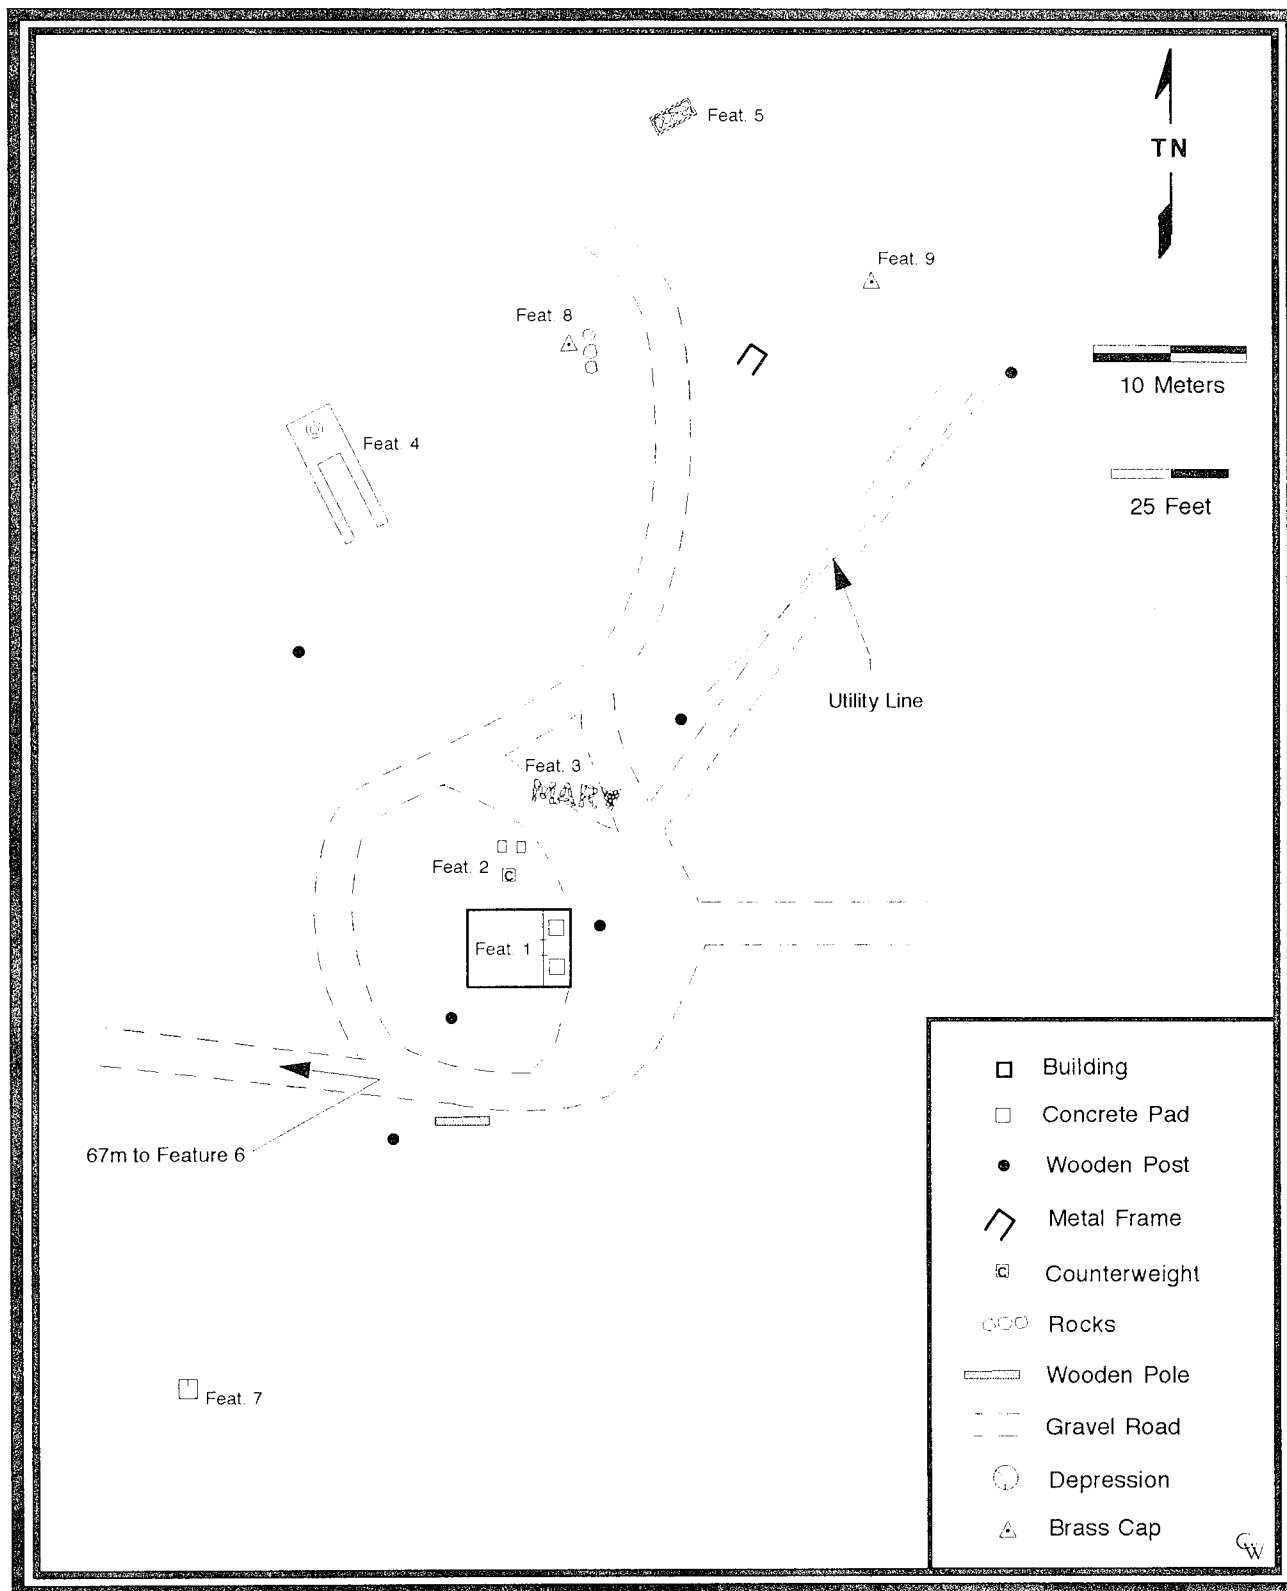 Feat. 5
TN
Feat. 9
Feat. 8
10 Meters
Feat. 4
25 Feet
Utility Line
Feat. 3
MARY
Feat. 2
C
Feat. 1
67m to Feature 6
Feat. 7
Building
Concrete Pad
Wooden Post
Metal Frame
C Counterweight
Rocks
Wooden Pole
Gravel Road
Depression
Brass Cap